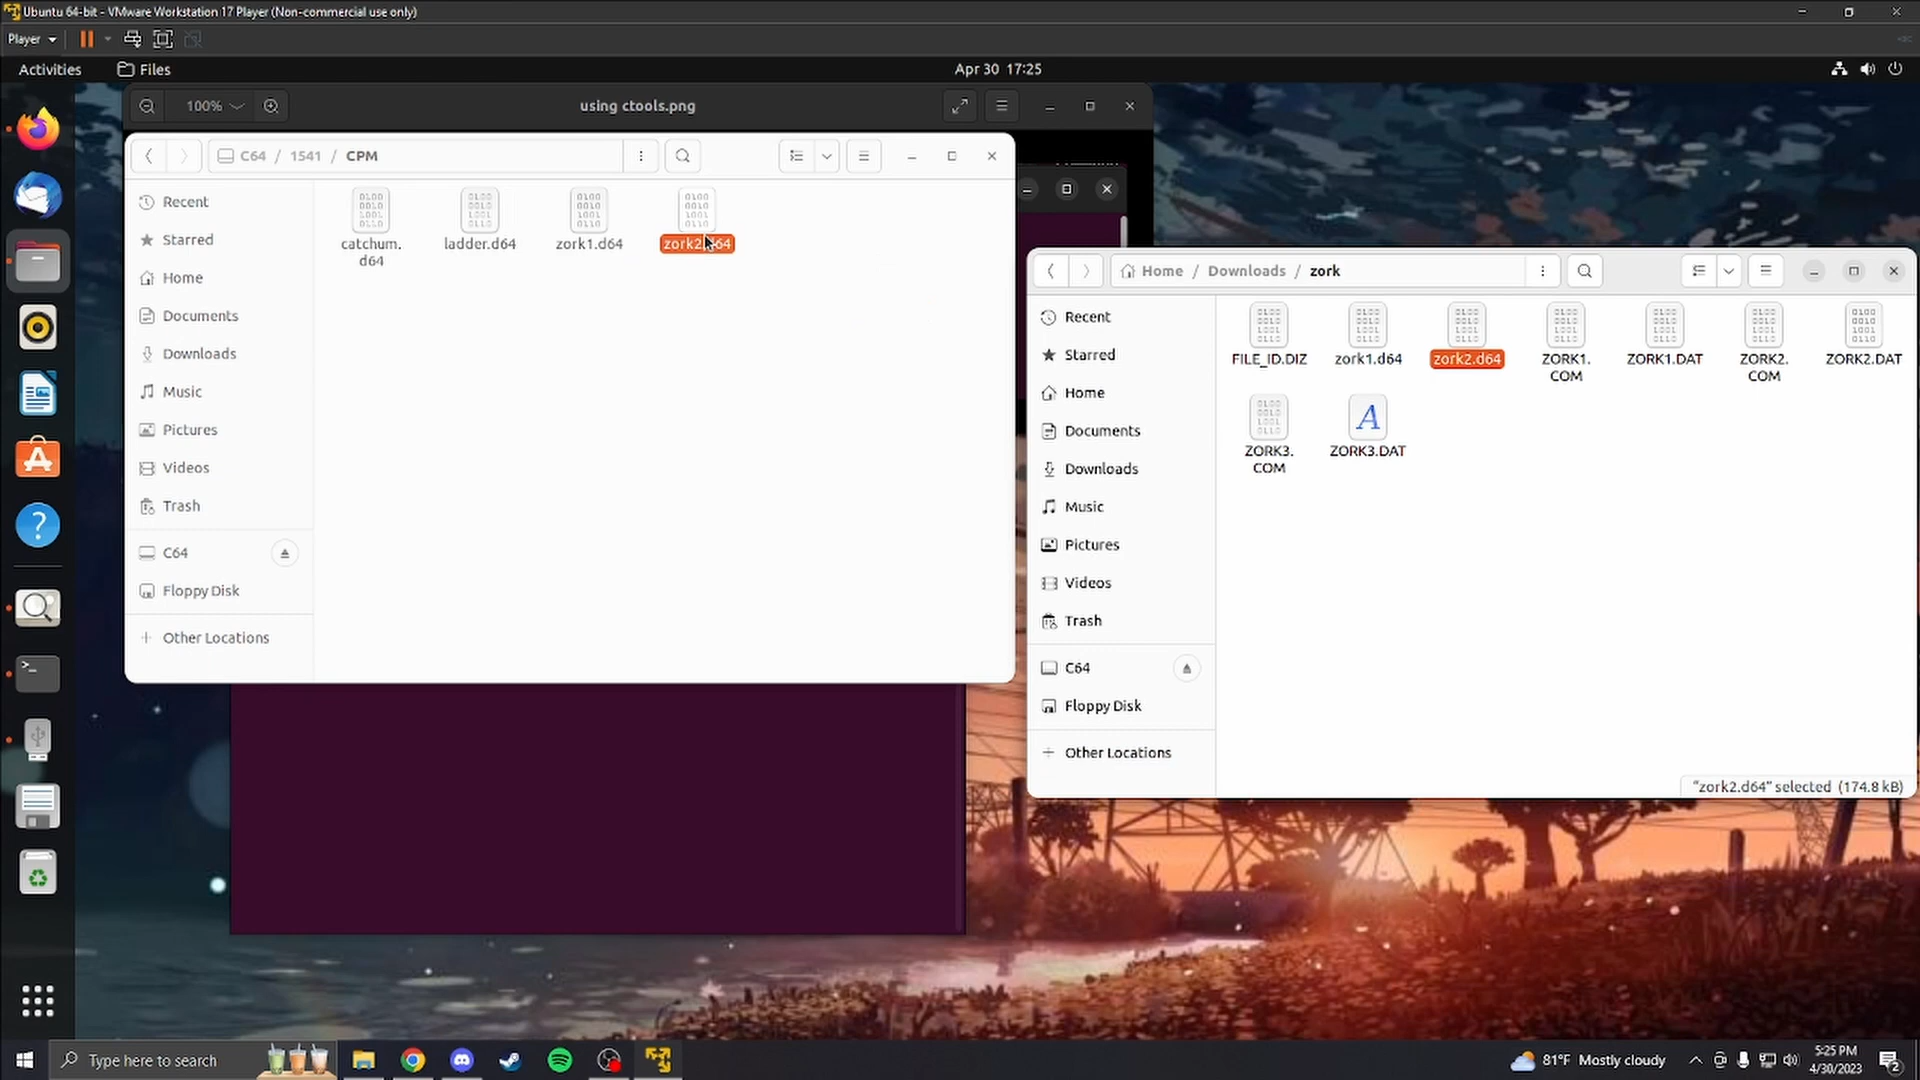 Ubuntu 64-bit - VMware Workstation 17 Player (Non-commercial use only)
Player
Activities
Files
Apr 30 17:25
100%
using ctools.png
C64 / 1541 / CPM
Recent
Starred
Home
Documents
Downloads
Music
Pictures
Videos
Trash
C64
Floppy Disk
Other Locations
catchum.
d64
ladder.d64
zork1.d64
zork2.d64
Home / Downloads / zork
Recent
Starred
Home
Documents
Downloads
Music
Pictures
Videos
Trash
C64
Floppy Disk
Other Locations
FILE_ID.DIZ
zork1.d64
zork2.d64
ZORK1.
COM
ZORK1.DAT
ZORK2.
COM
ZORK2.DAT
ZORK3.
COM
ZORK3.DAT
"zork2.d64" selected (174.8 kB)
Type here to search
81°F Mostly cloudy
5:25 PM
4/30/2023
2